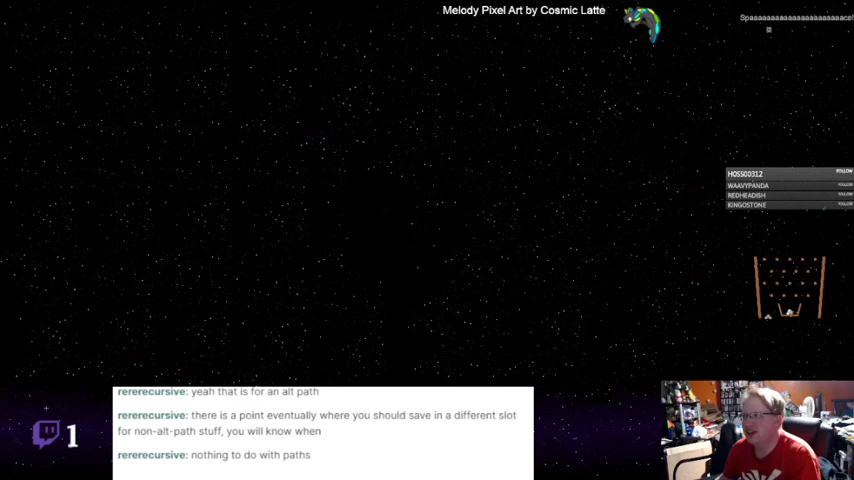 Melody Pixel Art by Cosmic Latte
Spaaaaaaaaaaaaaaaaaaaace!
H0SS00312 FOLLOW
WAAVYPANDA FOLLOW
REDHEADISH FOLLOW
KINGOSTONE FOLLOW
rererecursive: yeah that is for an alt path
rererecursive: there is a point eventually where you should save in a different slot
for non-alt-path stuff, you will know when
rererecursive: nothing to do with paths
1